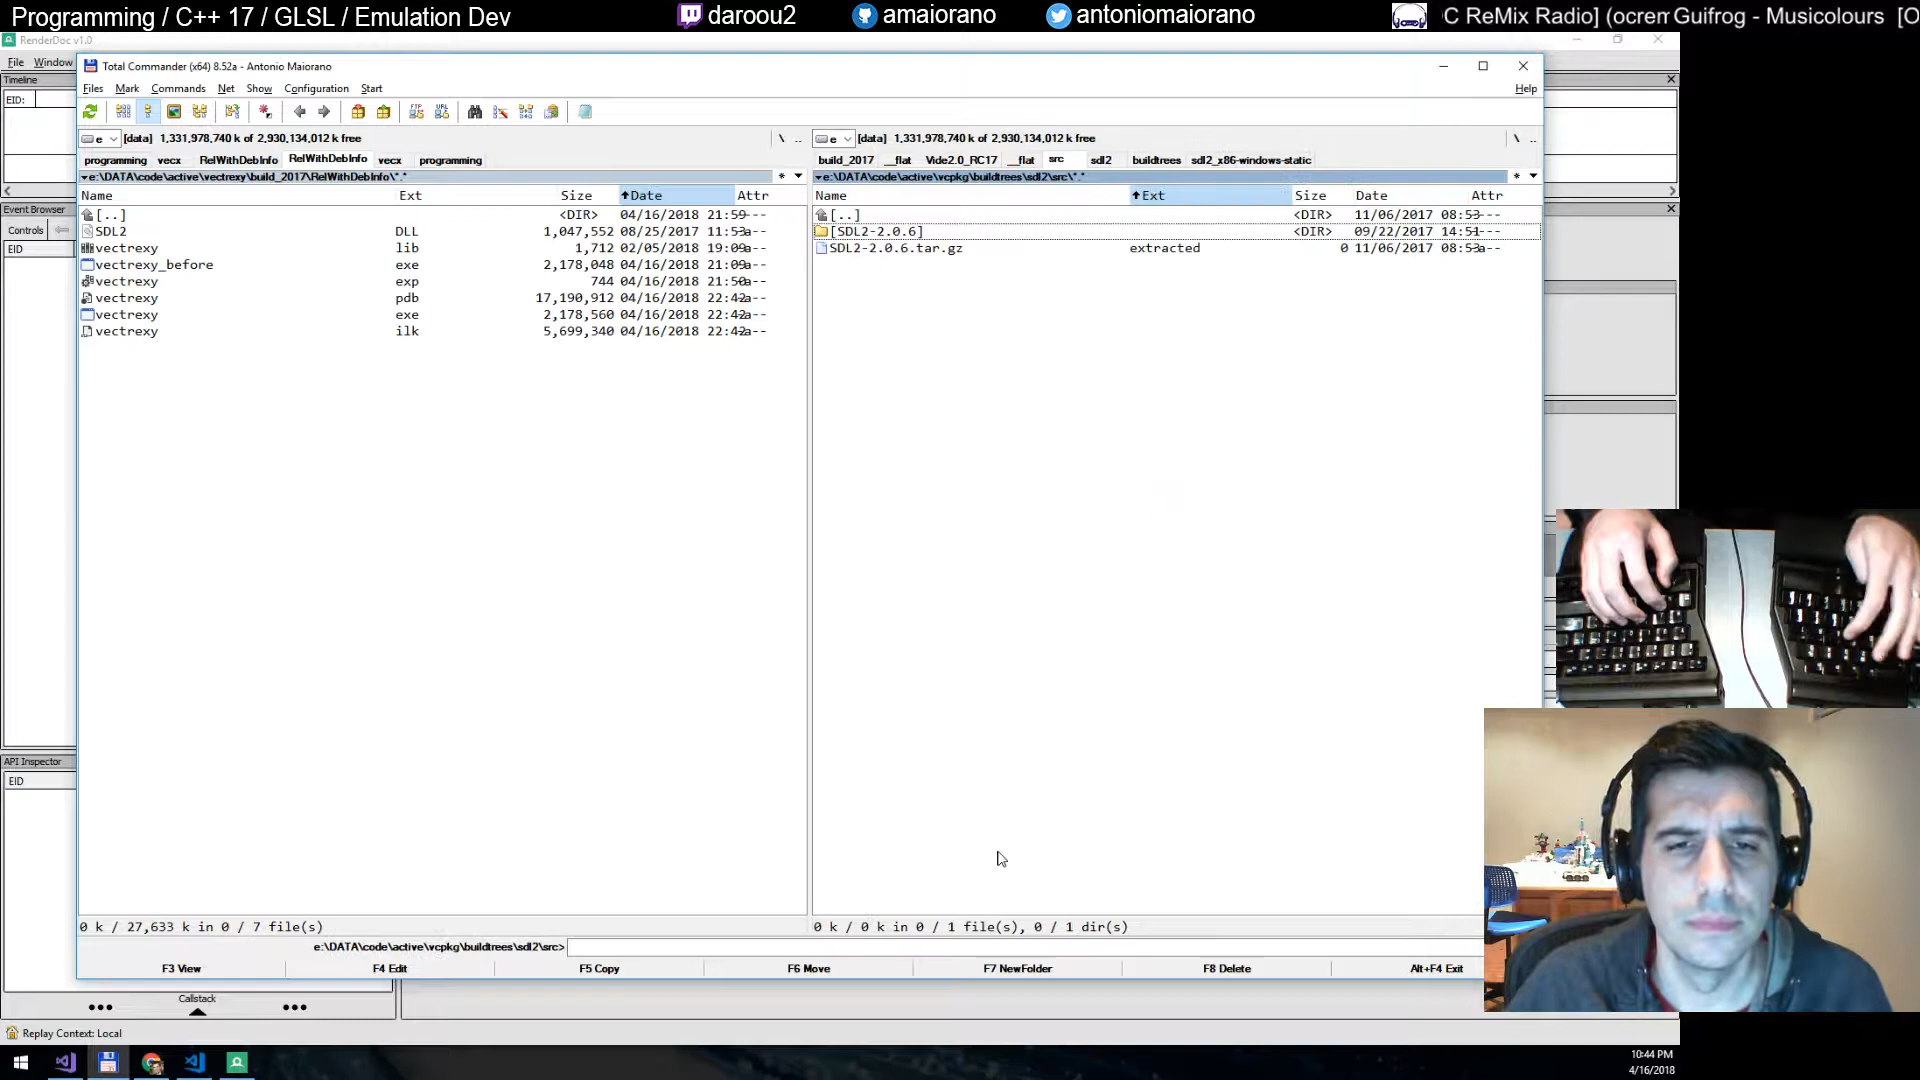 Programming / C++ 17 / GLSL / Emulation Dev daroou2 amaiorano antoniomaiorano C ReMix Radio] (ocrem Guifrog - Musicolours [O
RenderDoc v1.0
File Window
Total Commander (x64) 8.52a - Antonio Maiorano
Timeline
Files Mark Commands Net Show Configuration Start Help
EID:
e [data] 1,331,978,740 k of 2,930,134,012 k free \ ..
e [data] 1,331,978,740 k of 2,930,134,012 k free \ ..
programming vecx RelWithDebInfo RelWithDebInfo vecx programming
build_2017 __flat Vide2.0_RC17 __flat src sdl2 buildtrees sdl2_x86-windows-static
e:\DATA\code\active\vectrexy\build_2017\RelWithDebInfo\*.* *
e:\DATA\code\active\vcpkg\buildtrees\sdl2\src\*.* *
Name Ext Size Date Attr
[..] <DIR> 04/16/2018 21:59----
SDL2 DLL 1,047,552 08/25/2017 11:53-a--
vectrexy lib 1,712 02/05/2018 19:09-a--
vectrexy_before exe 2,178,048 04/16/2018 21:09-a--
vectrexy exp 744 04/16/2018 21:50-a--
vectrexy pdb 17,190,912 04/16/2018 22:42-a--
vectrexy exe 2,178,560 04/16/2018 22:42-a--
vectrexy ilk 5,699,340 04/16/2018 22:42-a--
Name Ext Size Date Attr
[..] <DIR> 11/06/2017 08:53----
[SDL2-2.0.6] <DIR> 09/22/2017 14:51----
SDL2-2.0.6.tar.gz extracted 0 11/06/2017 08:53-a--
Event Browser
Controls
EID
API Inspector
EID
0 k / 27,633 k in 0 / 7 file(s)
0 k / 0 k in 0 / 1 file(s), 0 / 1 dir(s)
e:\DATA\code\active\vcpkg\buildtrees\sdl2\src>
F3 View F4 Edit F5 Copy F6 Move F7 NewFolder F8 Delete Alt+F4 Exit
Callstack
Replay Context: Local
10:44 PM
4/16/2018